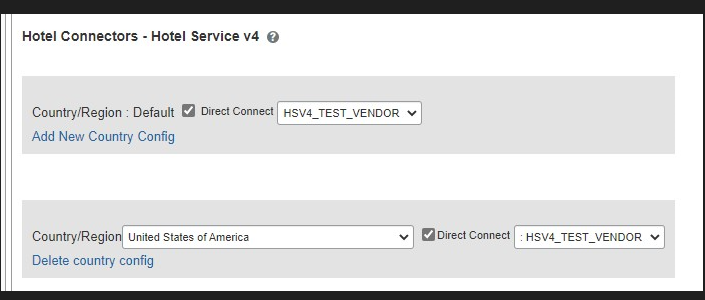 Hotel Connectors - Hotel Service v4 ?
Country/Region : Default Direct Connect HSV4_TEST_VENDOR
Add New Country Config
Country/Region United States of America Direct Connect : HSV4_TEST_VENDOR
Delete country config